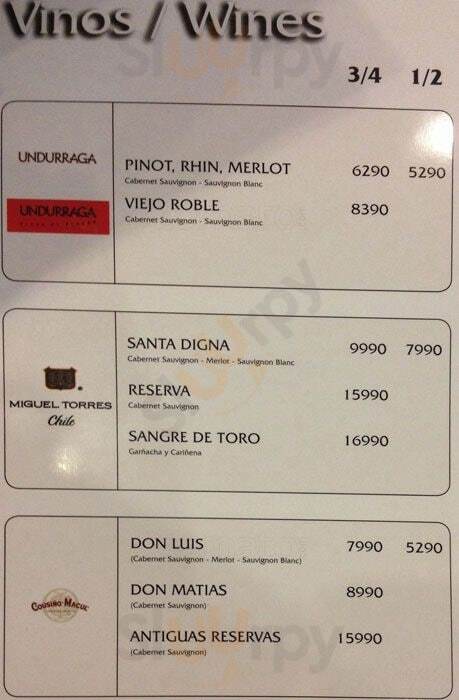 Vinos / Wines
3/4 1/2
UNDURRAGA
PINOT, RHIN, MERLOT 6290 5290
Cabernet Sauvignon - Sauvignon Blanc
UNDURRAGA
VIEJO ROBLE 8390
Cabernet Sauvignon - Sauvignon Blanc
SANTA DIGNA 9990 7990
Cabernet Sauvignon - Merlot - Sauvignon Blanc
MIGUEL TORRES
Chile
RESERVA 15990
Cabernet Sauvignon
SANGRE DE TORO 16990
Garnacha y Cariñena
DON LUIS 7990 5290
(Cabernet Sauvignon - Merlot - Sauvignon Blanc)
COUSIÑO-MACUL
DON MATIAS 8990
(Cabernet Sauvignon)
ANTIGUAS RESERVAS 15990
(Cabernet Sauvignon)
sluurpy
sluurpy
sluurpy